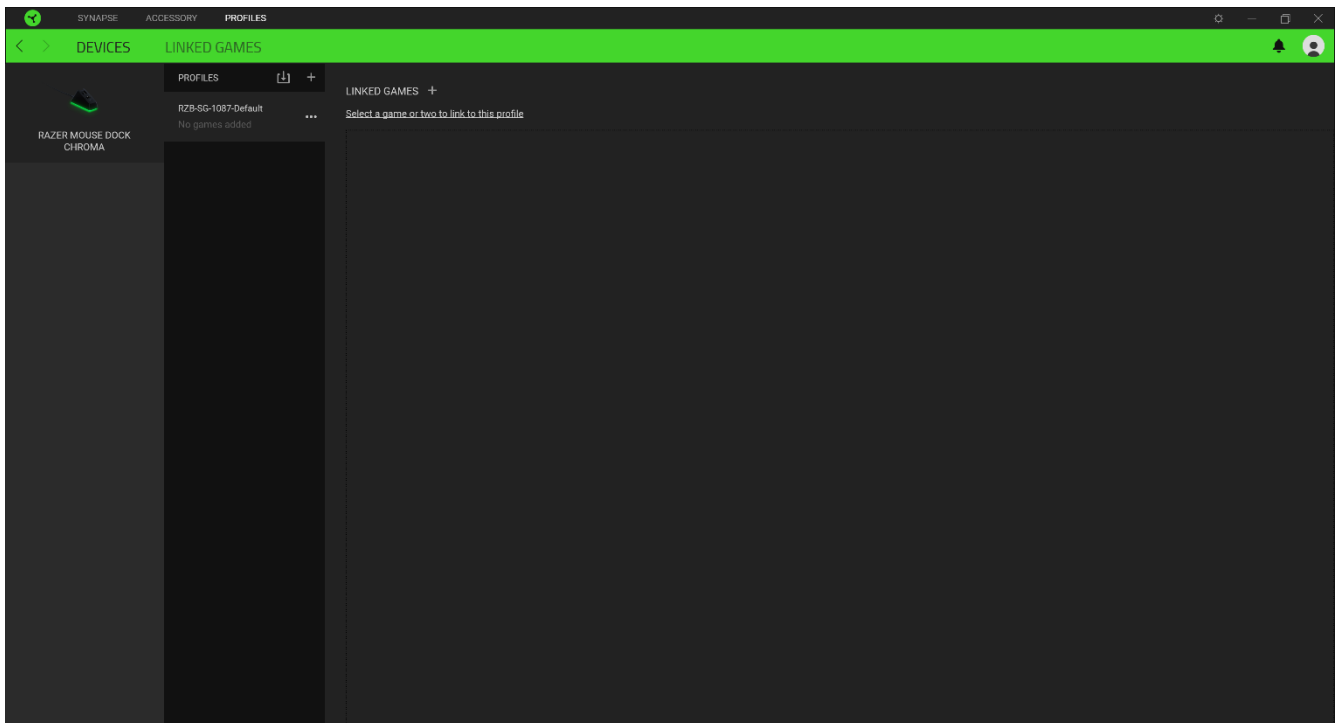 SYNAPSE ACCESSORY PROFILES
DEVICES LINKED GAMES
RAZER MOUSE DOCK
CHROMA
PROFILES
RZB-SG-1087-Default
No games added
LINKED GAMES
Select a game or two to link to this profile